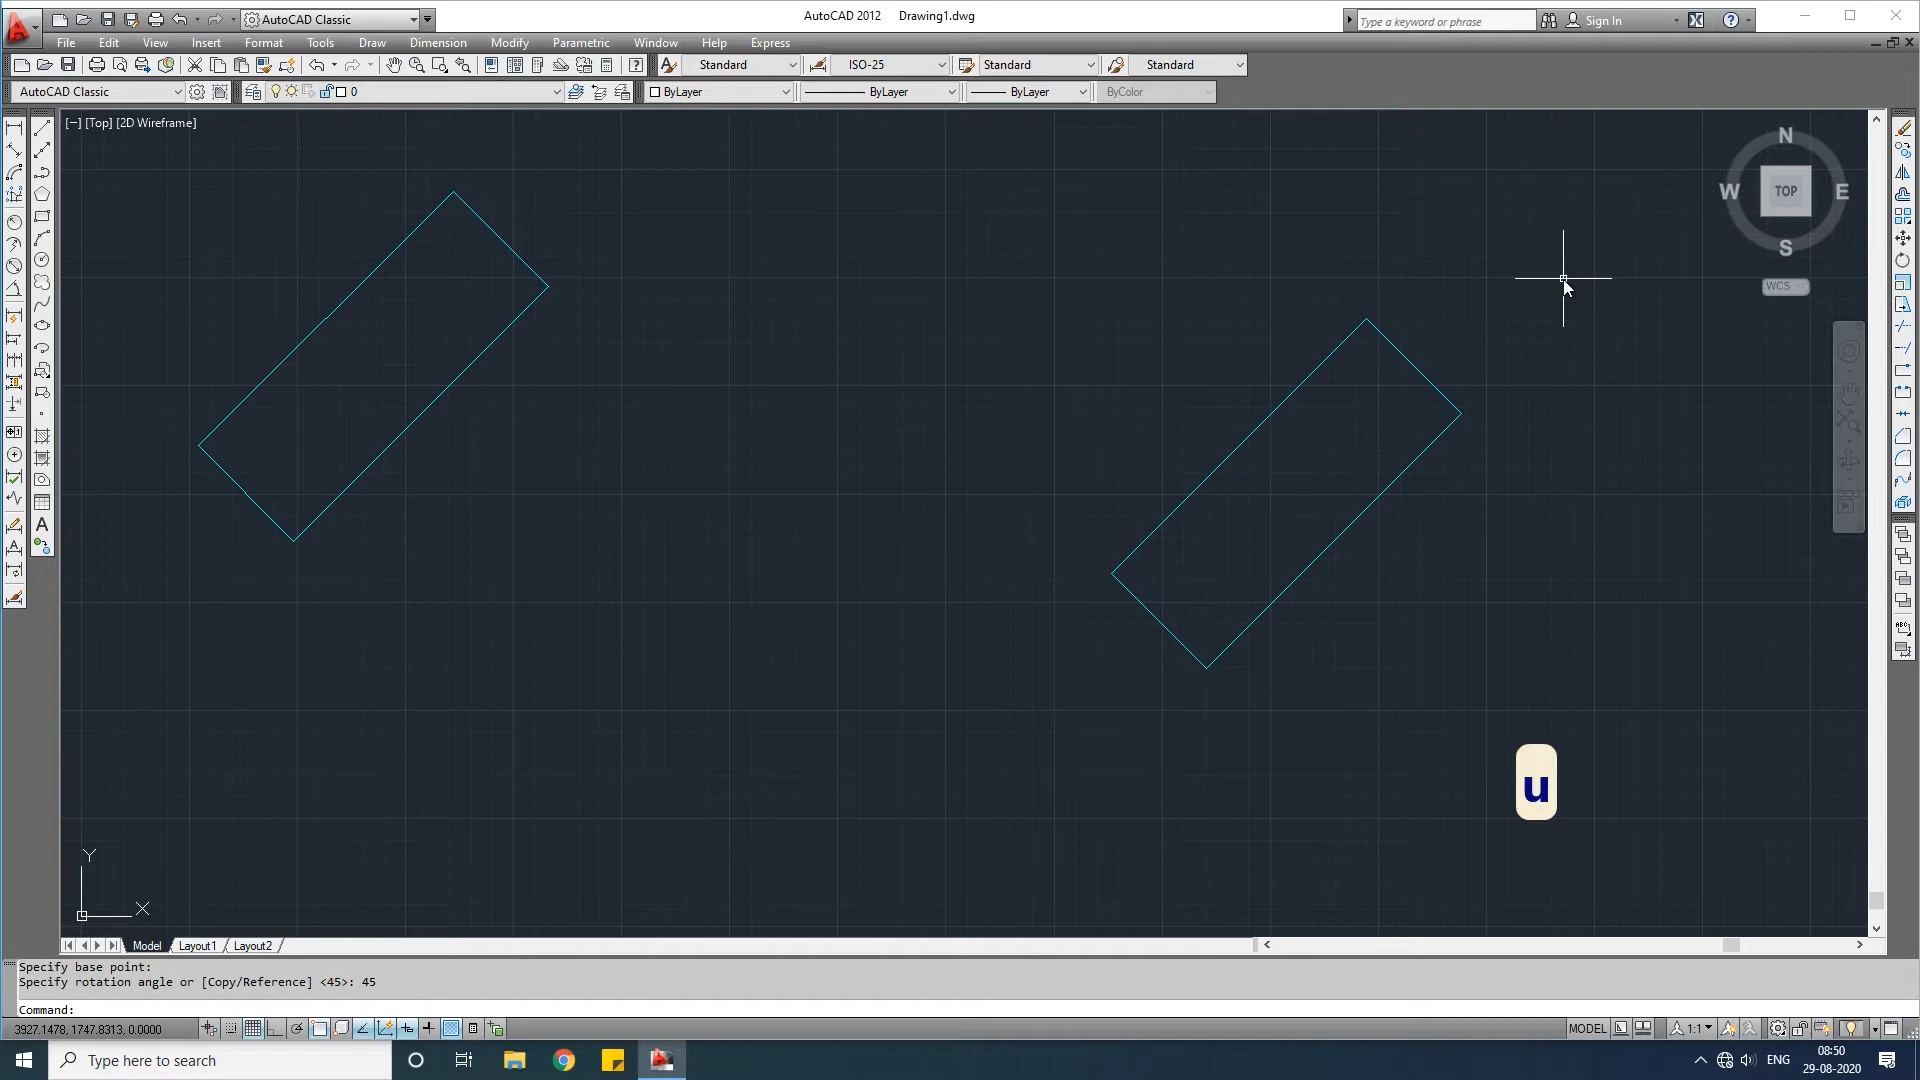 AutoCAD Classic
AutoCAD 2012 Drawing1.dwg
Type a keyword or phrase
Sign In
File Edit View Insert Format Tools Draw Dimension Modify Parametric Window Help Express
Standard ISO-25 Standard Standard
AutoCAD Classic 0 ByLayer ByLayer ByLayer ByColor
[−] [Top] [2D Wireframe]
N
W TOP E
S
WCS
u
Y
X
Model Layout1 Layout2
Specify base point:
Specify rotation angle or [Copy/Reference] <45>: 45
Command:
3927.1478, 1747.8313, 0.0000
MODEL 1:1
Type here to search
ENG
08:50
29-08-2020